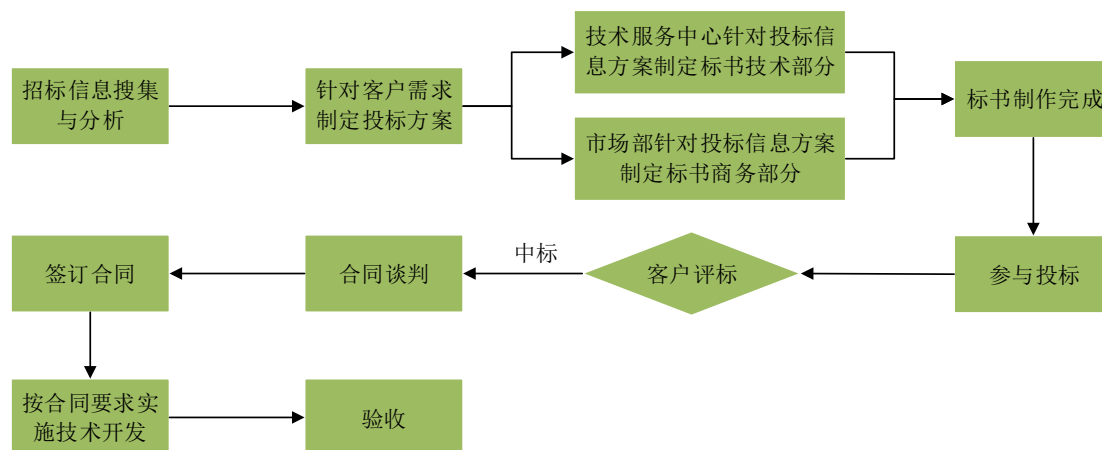 招标信息搜集
与分析
针对客户需求
制定投标方案
技术服务中心针对投标信
息方案制定标书技术部分
市场部针对投标信息方案
制定标书商务部分
标书制作完成
参与投标
客户评标
中标
合同谈判
签订合同
按合同要求实
施技术开发
验收